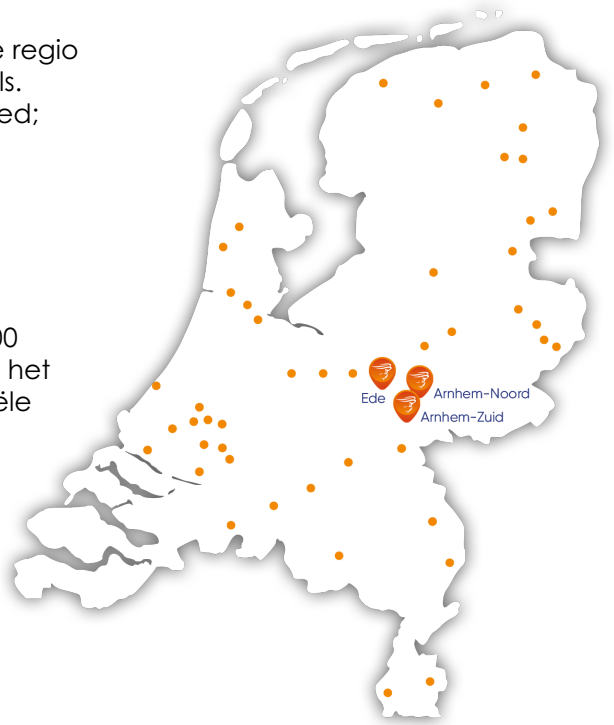 e regio
ls.
ed;
00
het
ële
Ede
Arnhem-Noord
Arnhem-Zuid